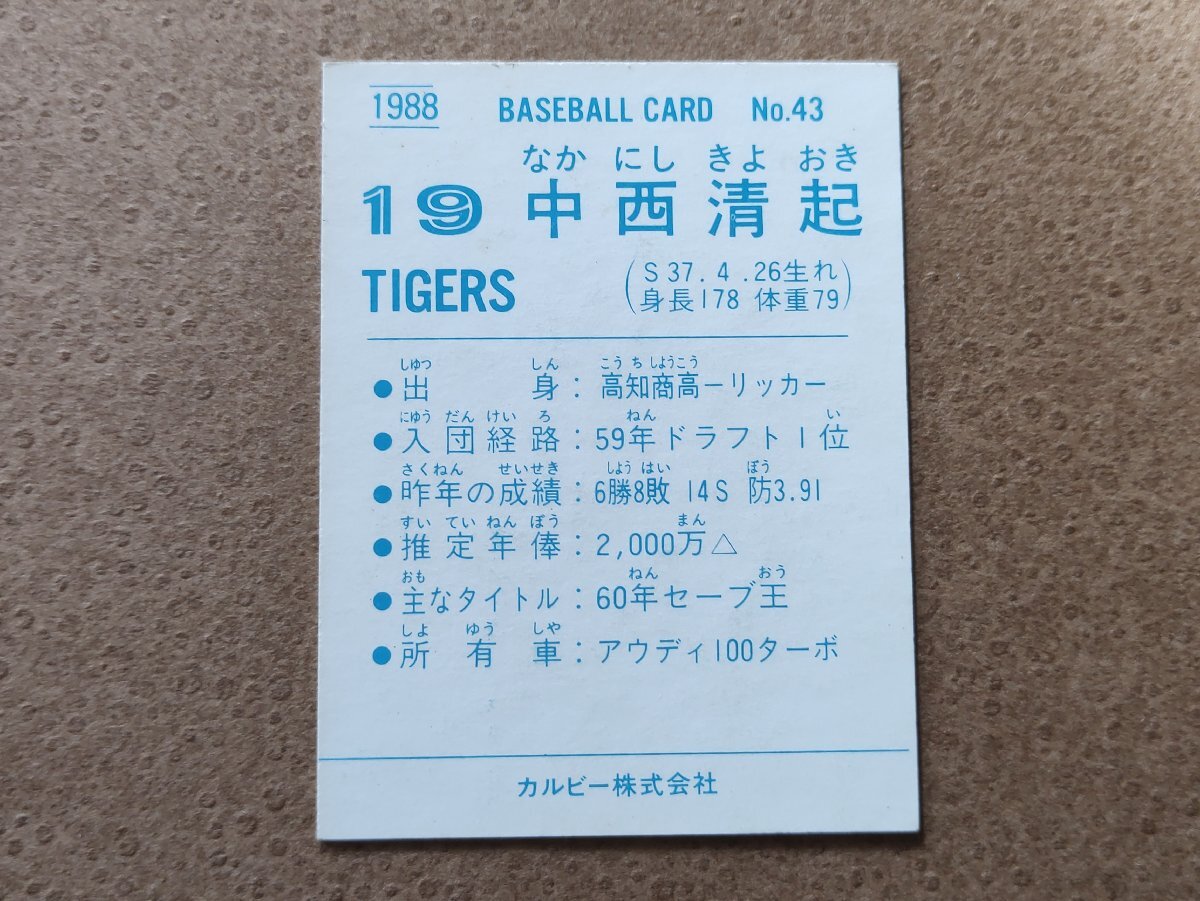 1988 BASEBALL CARD No.43
なか にし きよ おき
19 中西清起
TIGERS
(S37.4.26生れ
身長178 体重79)
しゆつ しん こう ち しようこう
●出身:高知商高ーリッカー
にゆう だん けい ろ ねん い
●入団経路:59年ドラフト1位
さくねん せいせき しよう はい ぼう
●昨年の成績:6勝8敗 14S 防3.91
すい てい ねん ぽう まん
●推定年俸:2,000万△
おも ねん おう
●主なタイトル:60年セーブ王
しよ ゆう しや
●所有車:アウディ100ターボ
カルビー株式会社